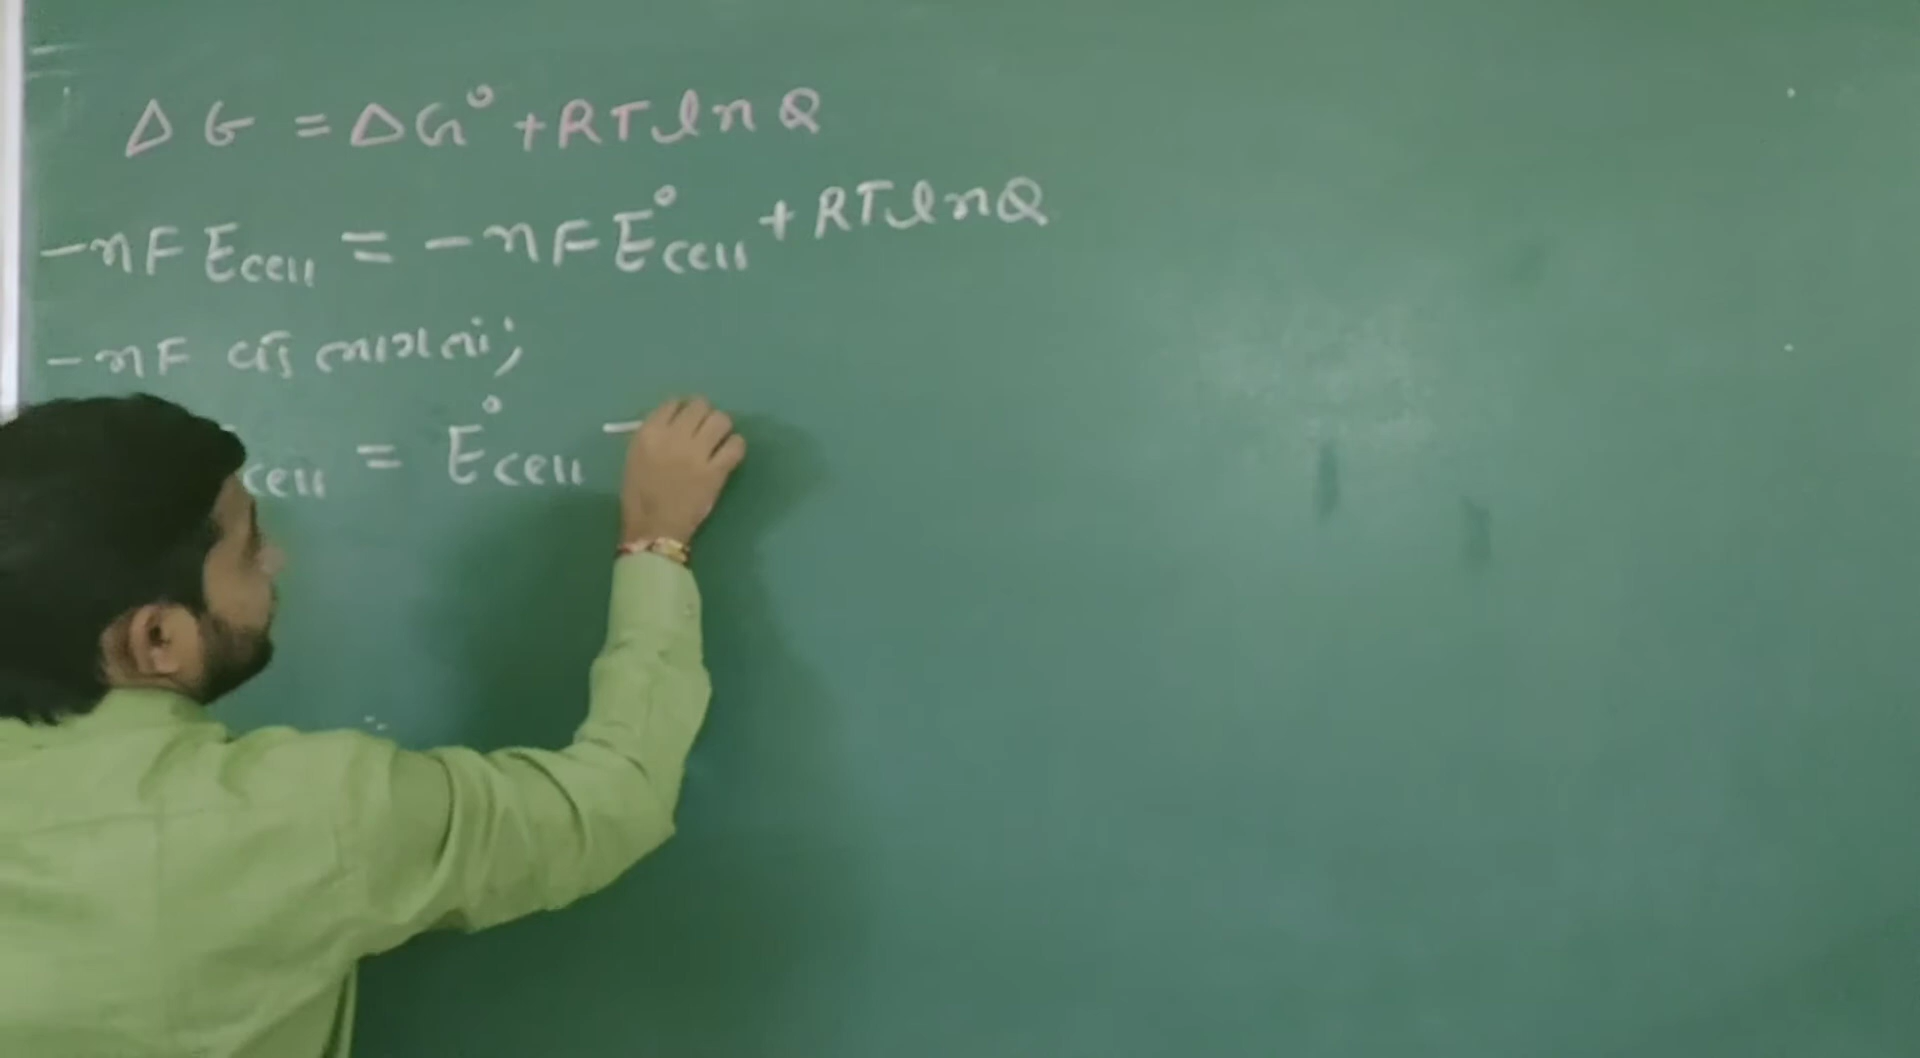 ΔG = ΔG° + RT ln Q
-nF Ecell = -nF E°cell + RT ln Q
-nF વડે ભાગતાં;
cell = E°cell -